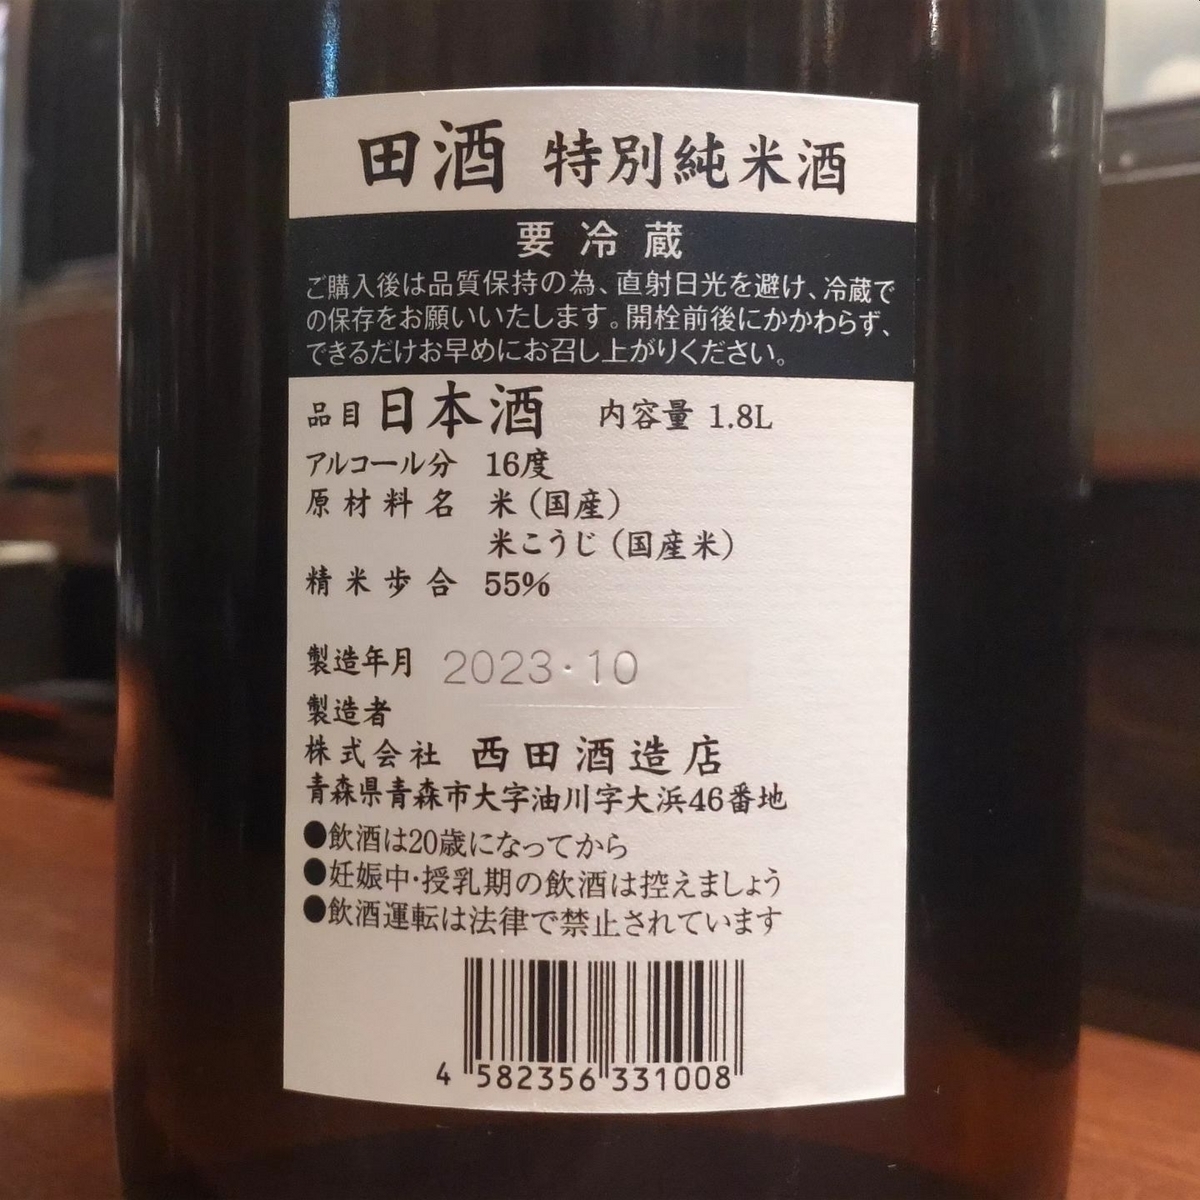 田酒 特別純米酒
要冷蔵
ご購入後は品質保持の為、直射日光を避け、冷蔵で
の保存をお願いいたします。開栓前後にかかわらず、
できるだけお早めにお召し上がりください。
品目 日本酒 内容量 1.8L
アルコール分 16度
原材料名 米（国産）
米こうじ（国産米）
精米歩合 55%
製造年月 2023・10
製造者
株式会社 西田酒造店
青森県青森市大字油川字大浜46番地
●飲酒は20歳になってから
●妊娠中・授乳期の飲酒は控えましょう
●飲酒運転は法律で禁止されています
4 582356 331008